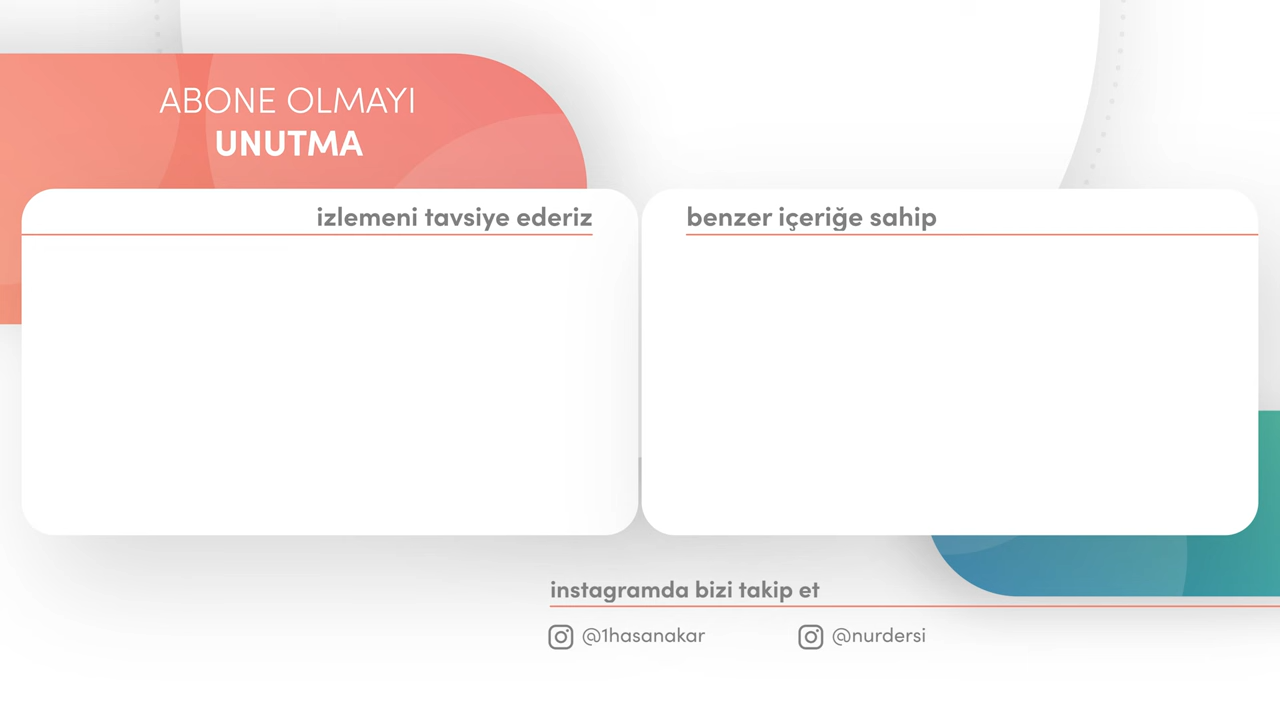 ABONE OLMAYI
UNUTMA
izlemeni tavsiye ederiz
benzer içeriğe sahip
instagramda bizi takip et
@1hasanakar
@nurdersi